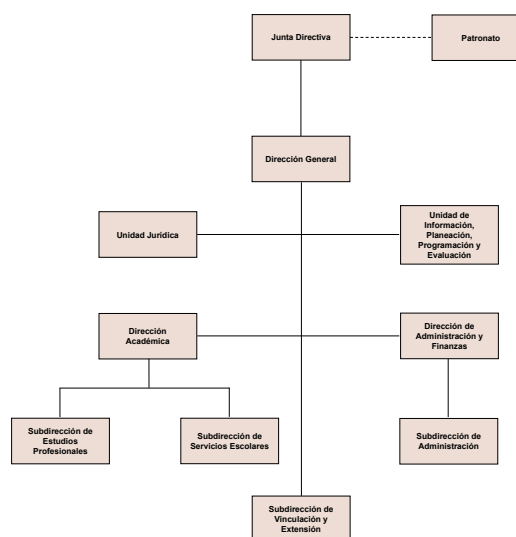 Junta Directiva
Patronato
Dirección General
Unidad Jurídica
Unidad de
Información,
Planeación,
Programación y
Evaluación
Dirección
Académica
Dirección de
Administración y
Finanzas
Subdirección de
Estudios
Profesionales
Subdirección de
Servicios Escolares
Subdirección de
Administración
Subdirección de
Vinculación y
Extensión